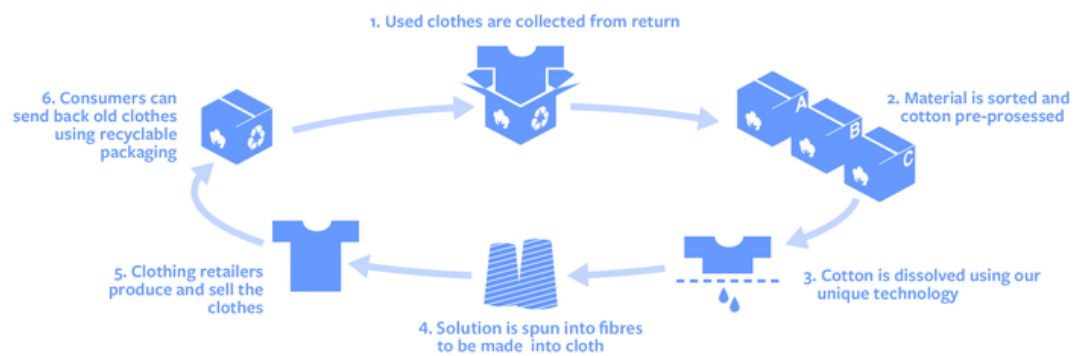 1. Used clothes are collected from return
2. Material is sorted and
cotton pre-prosessed
A
B
C
3. Cotton is dissolved using our
unique technology
4. Solution is spun into fibres
to be made into cloth
5. Clothing retailers
produce and sell the
clothes
6. Consumers can
send back old clothes
using recyclable
packaging